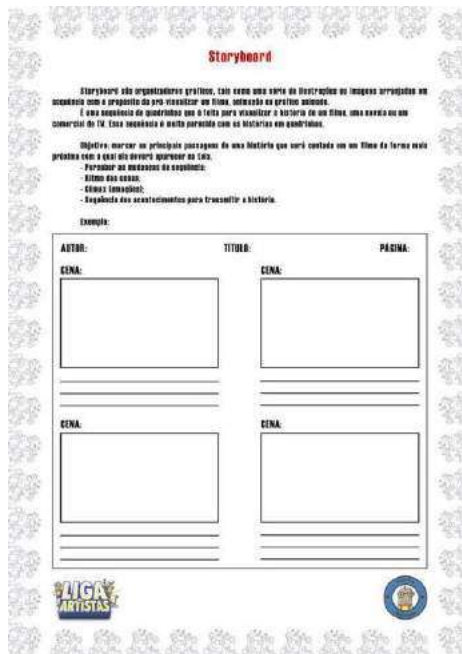 Storyboard
Storyboard são organizadores gráficos, tais como uma série de ilustrações ou imagens arranjadas em
sequência com o propósito de pré-visualizar um filme, animação ou gráfico animado.
É uma sequência de quadrinhos que é feita para visualizar a história de um filme, uma novela ou um
comercial de TV. Essa sequência é muito parecida com as histórias em quadrinhos.
Objetivo: marcar as principais passagens de uma história que será contada em um filme da forma mais
próxima com a qual ela deverá aparecer na tela.
- Perceber as mudanças de sequência;
- Ritmo das cenas;
- Clímax (emoções);
- Sequência dos acontecimentos para transmitir a história.
Exemplo:
AUTOR: TÍTULO: PÁGINA:
CENA: CENA:
CENA: CENA:
LIGA
ARTISTAS